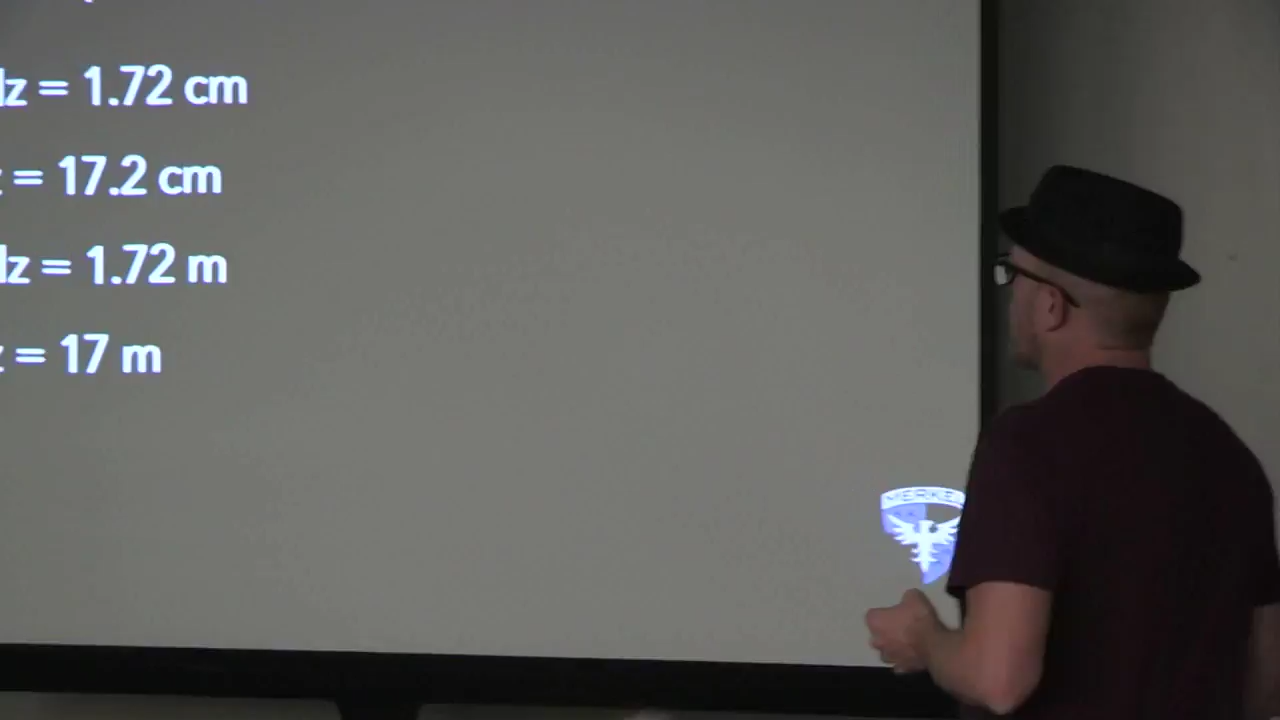 lz = 1.72 cm
z = 17.2 cm
lz = 1.72 m
z = 17 m